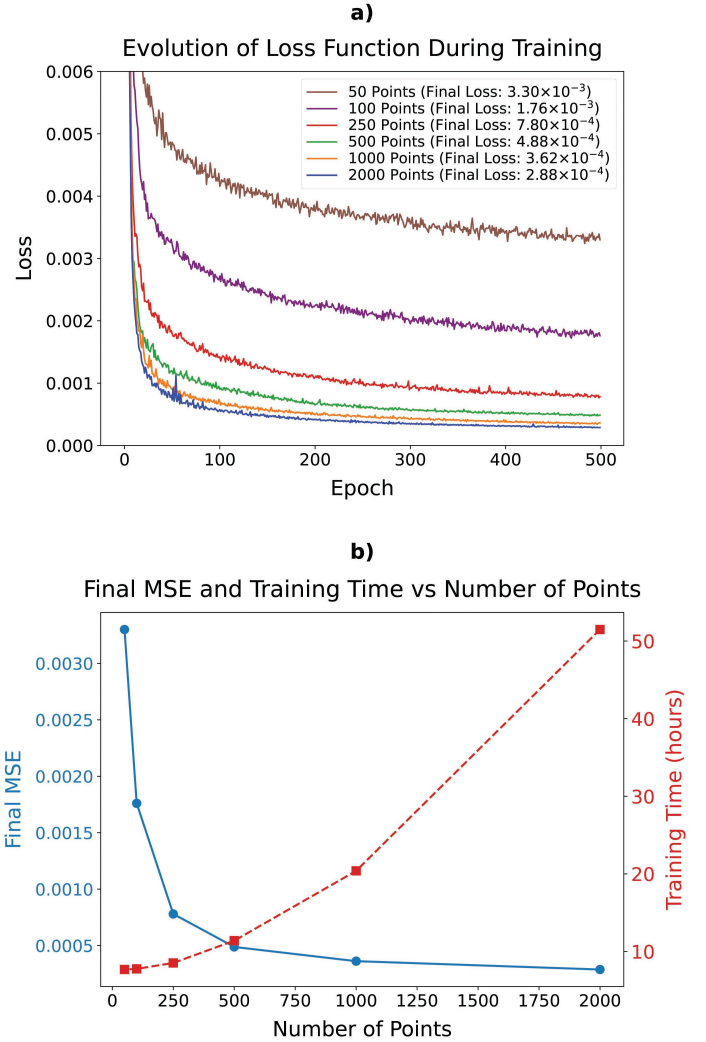 a)
Evolution of Loss Function During Training
0.006
0.005
0.004
0.003
0.002
0.001
0.000
Loss
50 Points (Final Loss: 3.30×10⁻³)
100 Points (Final Loss: 1.76×10⁻³)
250 Points (Final Loss: 7.80×10⁻⁴)
500 Points (Final Loss: 4.88×10⁻⁴)
1000 Points (Final Loss: 3.62×10⁻⁴)
2000 Points (Final Loss: 2.88×10⁻⁴)
0 100 200 300 400 500
Epoch
b)
Final MSE and Training Time vs Number of Points
0.0030
0.0025
0.0020
0.0015
0.0010
0.0005
Final MSE
50
40
30
20
10
Training Time (hours)
0 250 500 750 1000 1250 1500 1750 2000
Number of Points